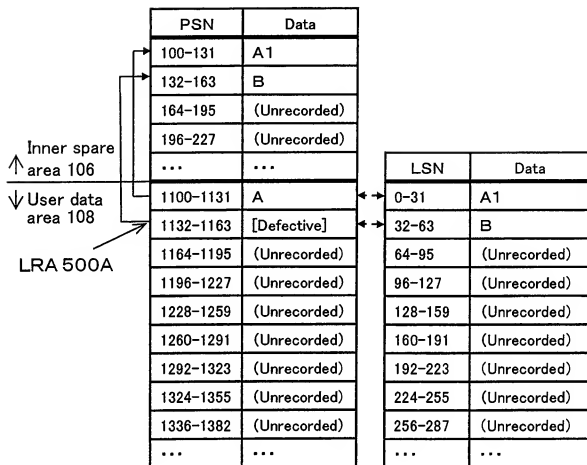 PSN Data
100-131 A1
132-163 B
164-195 (Unrecorded)
196-227 (Unrecorded)
... ...
1100-1131 A
1132-1163 [Defective]
1164-1195 (Unrecorded)
1196-1227 (Unrecorded)
1228-1259 (Unrecorded)
1260-1291 (Unrecorded)
1292-1323 (Unrecorded)
1324-1355 (Unrecorded)
1336-1382 (Unrecorded)
... ...
↑ Inner spare
area 106
↓ User data
area 108
LRA 500A
LSN Data
0-31 A1
32-63 B
64-95 (Unrecorded)
96-127 (Unrecorded)
128-159 (Unrecorded)
160-191 (Unrecorded)
192-223 (Unrecorded)
224-255 (Unrecorded)
256-287 (Unrecorded)
... ...